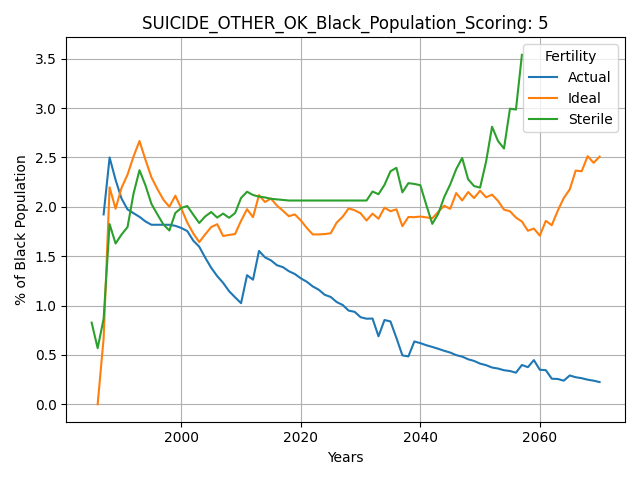 SUICIDE_OTHER_OK_Black_Population_Scoring: 5
% of Black Population
3.5
3.0
2.5
2.0
1.5
1.0
0.5
0.0
Fertility
Actual
Ideal
Sterile
2000
2020
2040
2060
Years